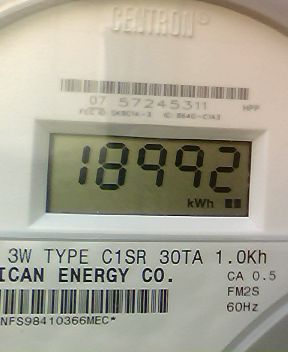 CENTRON®
07 57245311 HPP
18992
kWh
3W TYPE C1SR 30TA 1.0Kh
ICAN ENERGY CO. CA 0.5
FM2S
60Hz
NFS98410366MEC*